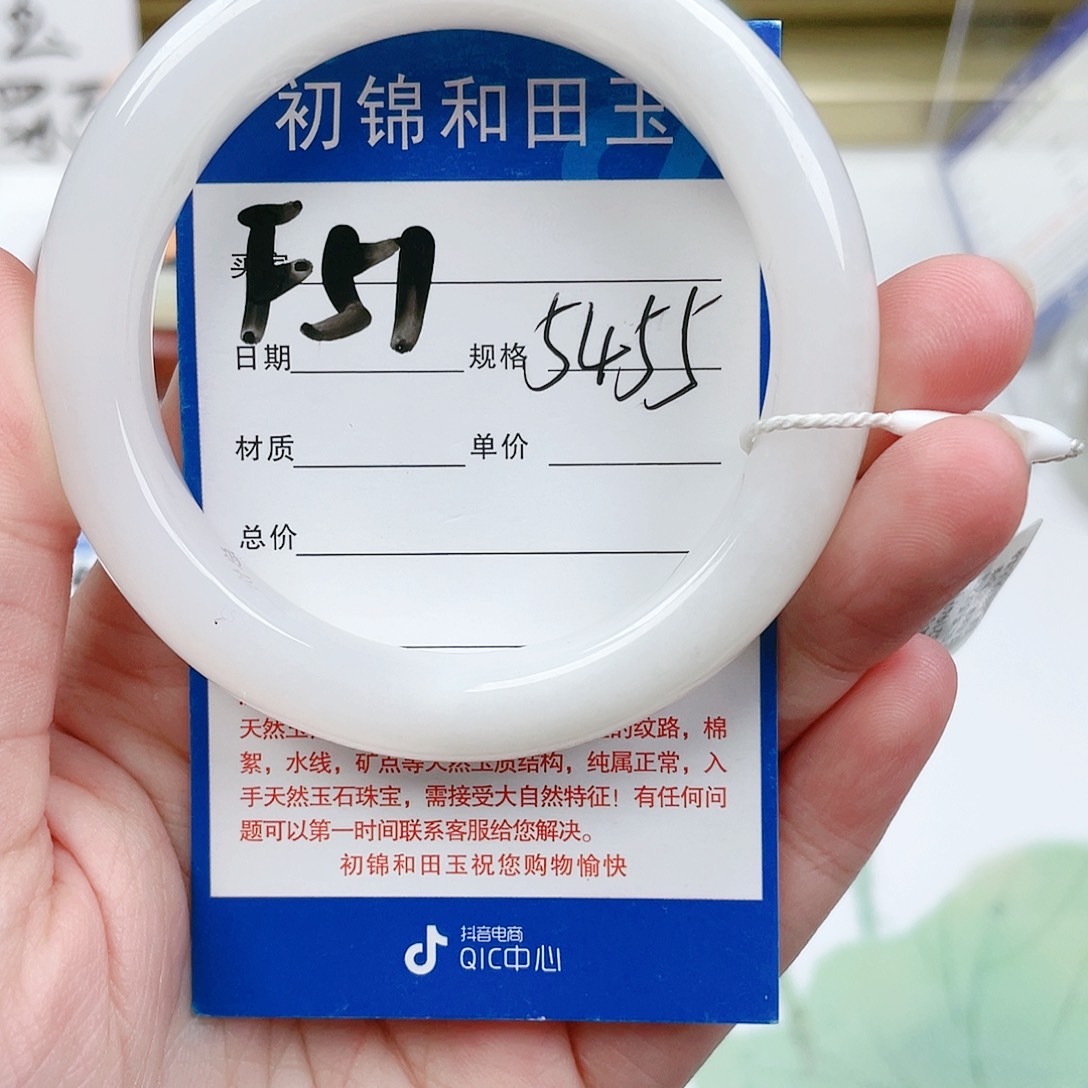 初锦和田玉
F51
日期 规格 5455
材质 单价
总价
的纹路，棉
絮，水线，矿点等天然玉质结构，纯属正常，入
手天然玉石珠宝，需接受大自然特征！有任何问
题可以第一时间联系客服给您解决。
初锦和田玉祝您购物愉快
抖音电商
QIC中心